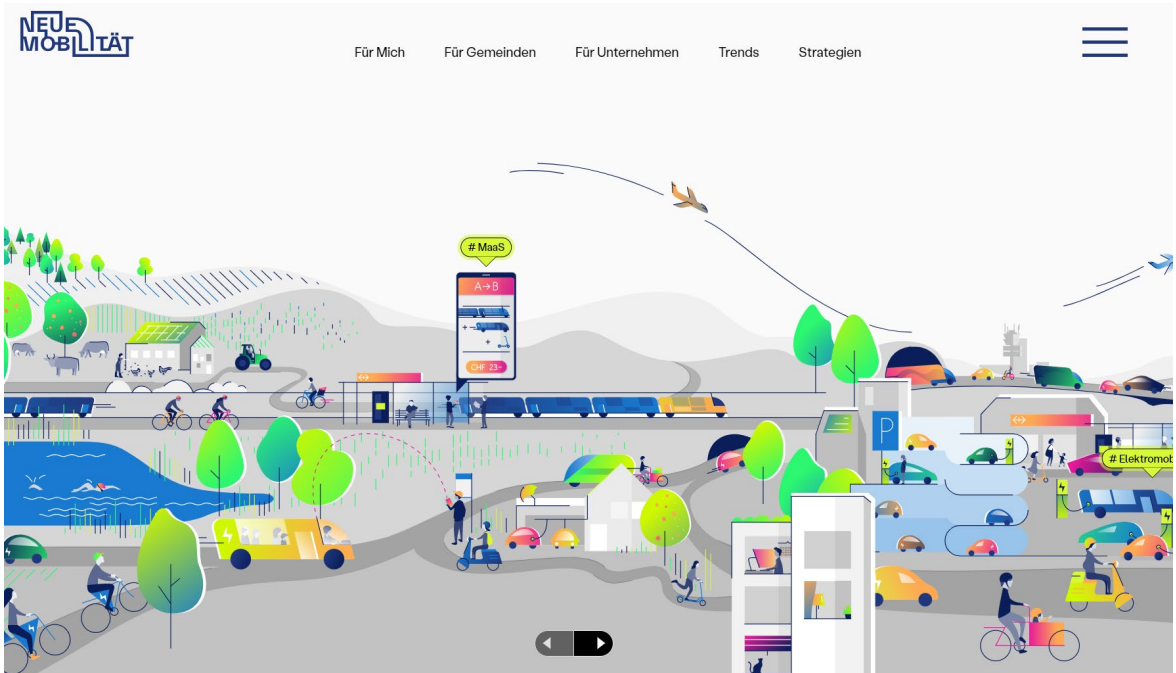 NEUE
MOBILITÄT
Für Mich
Für Gemeinden
Für Unternehmen
Trends
Strategien
# MaaS
A→B
+
+
CHF 23.-
P
# Elektromob